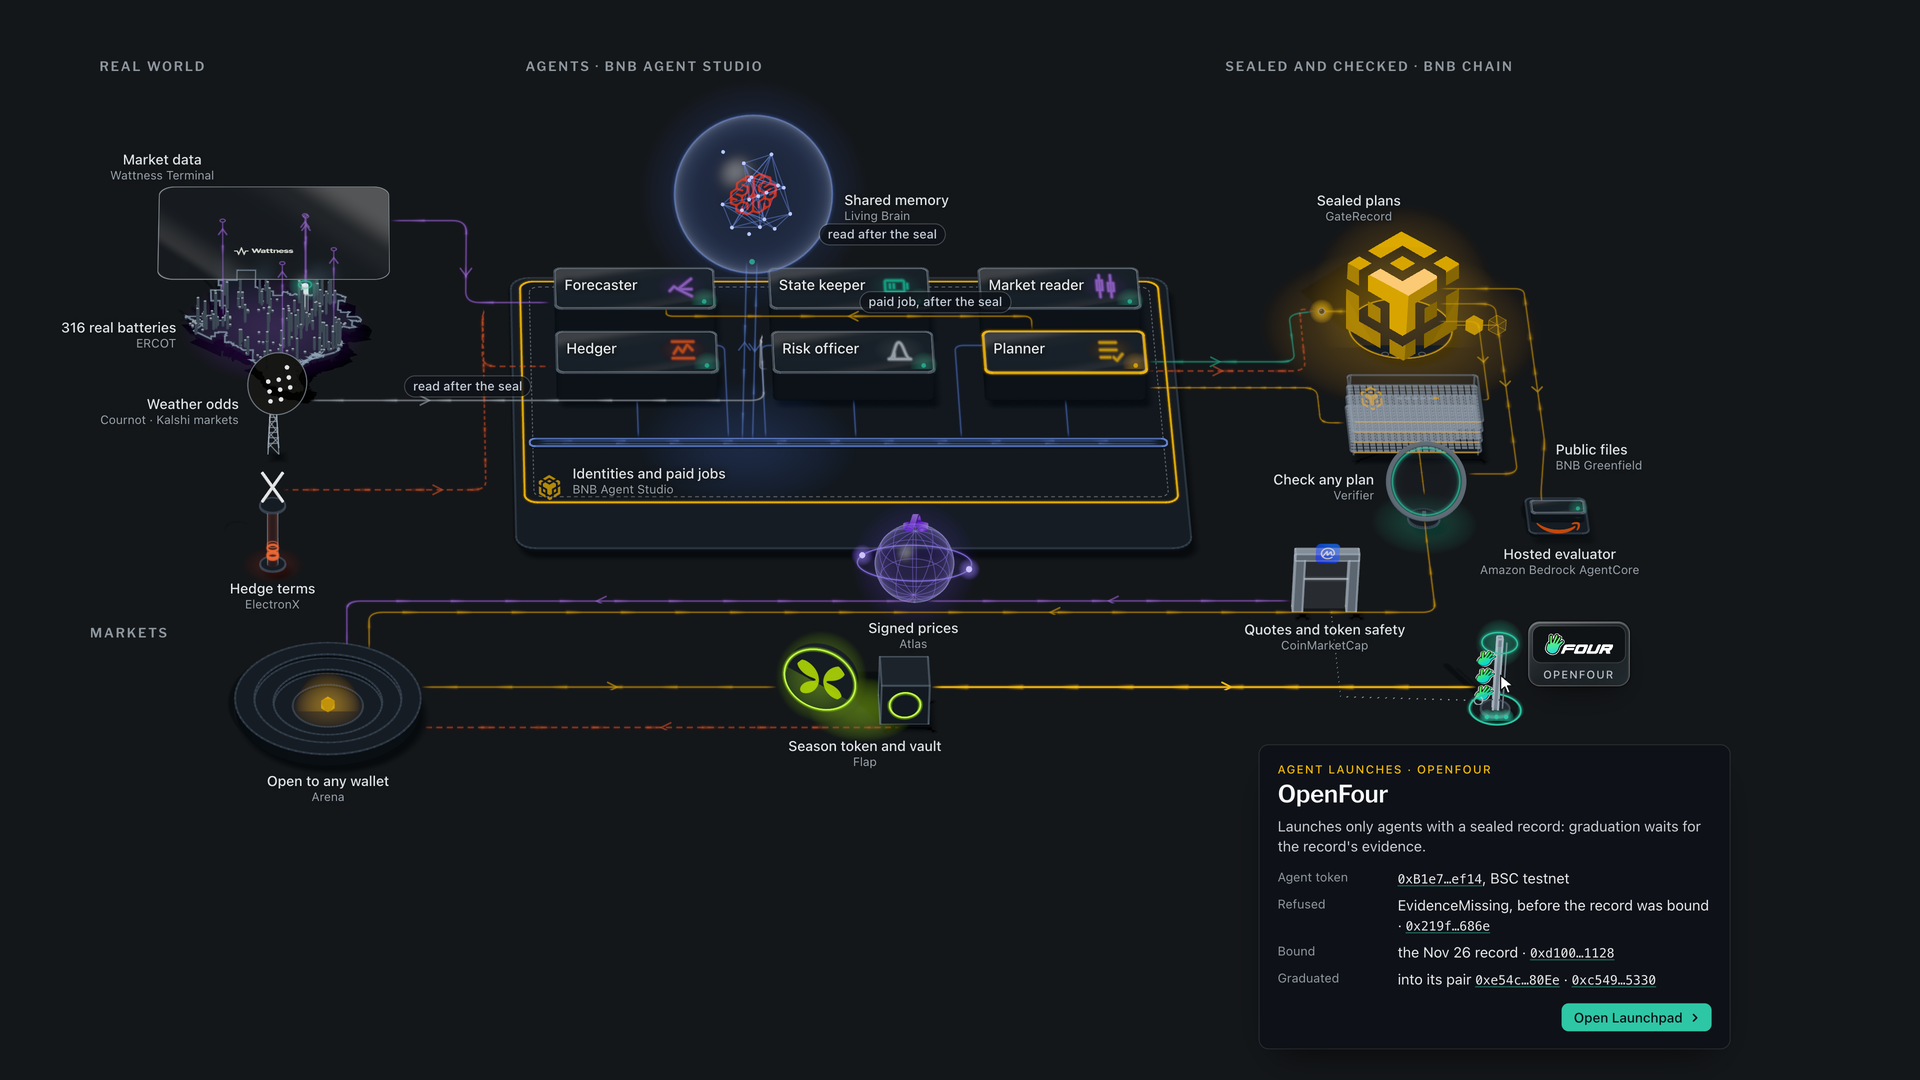 REAL WORLD
AGENTS · BNB AGENT STUDIO
SEALED AND CHECKED · BNB CHAIN
Market data
Wattness Terminal
Wattness
316 real batteries
ERCOT
Weather odds
Cournot · Kalshi markets
Hedge terms
ElectronX
Shared memory
Living Brain
read after the seal
Forecaster
State keeper
Market reader
paid job, after the seal
Hedger
Risk officer
Planner
read after the seal
Identities and paid jobs
BNB Agent Studio
Sealed plans
GateRecord
Check any plan
Verifier
Public files
BNB Greenfield
Hosted evaluator
Amazon Bedrock AgentCore
MARKETS
Signed prices
Atlas
Quotes and token safety
CoinMarketCap
Open to any wallet
Arena
Season token and vault
Flap
FOUR
OPENFOUR
AGENT LAUNCHES · OPENFOUR
OpenFour
Launches only agents with a sealed record: graduation waits for
the record's evidence.
Agent token
0xB1e7…ef14, BSC testnet
Refused
EvidenceMissing, before the record was bound
· 0x219f…686e
Bound
the Nov 26 record · 0xd100…1128
Graduated
into its pair 0xe54c…80Ee · 0xc549…5330
Open Launchpad